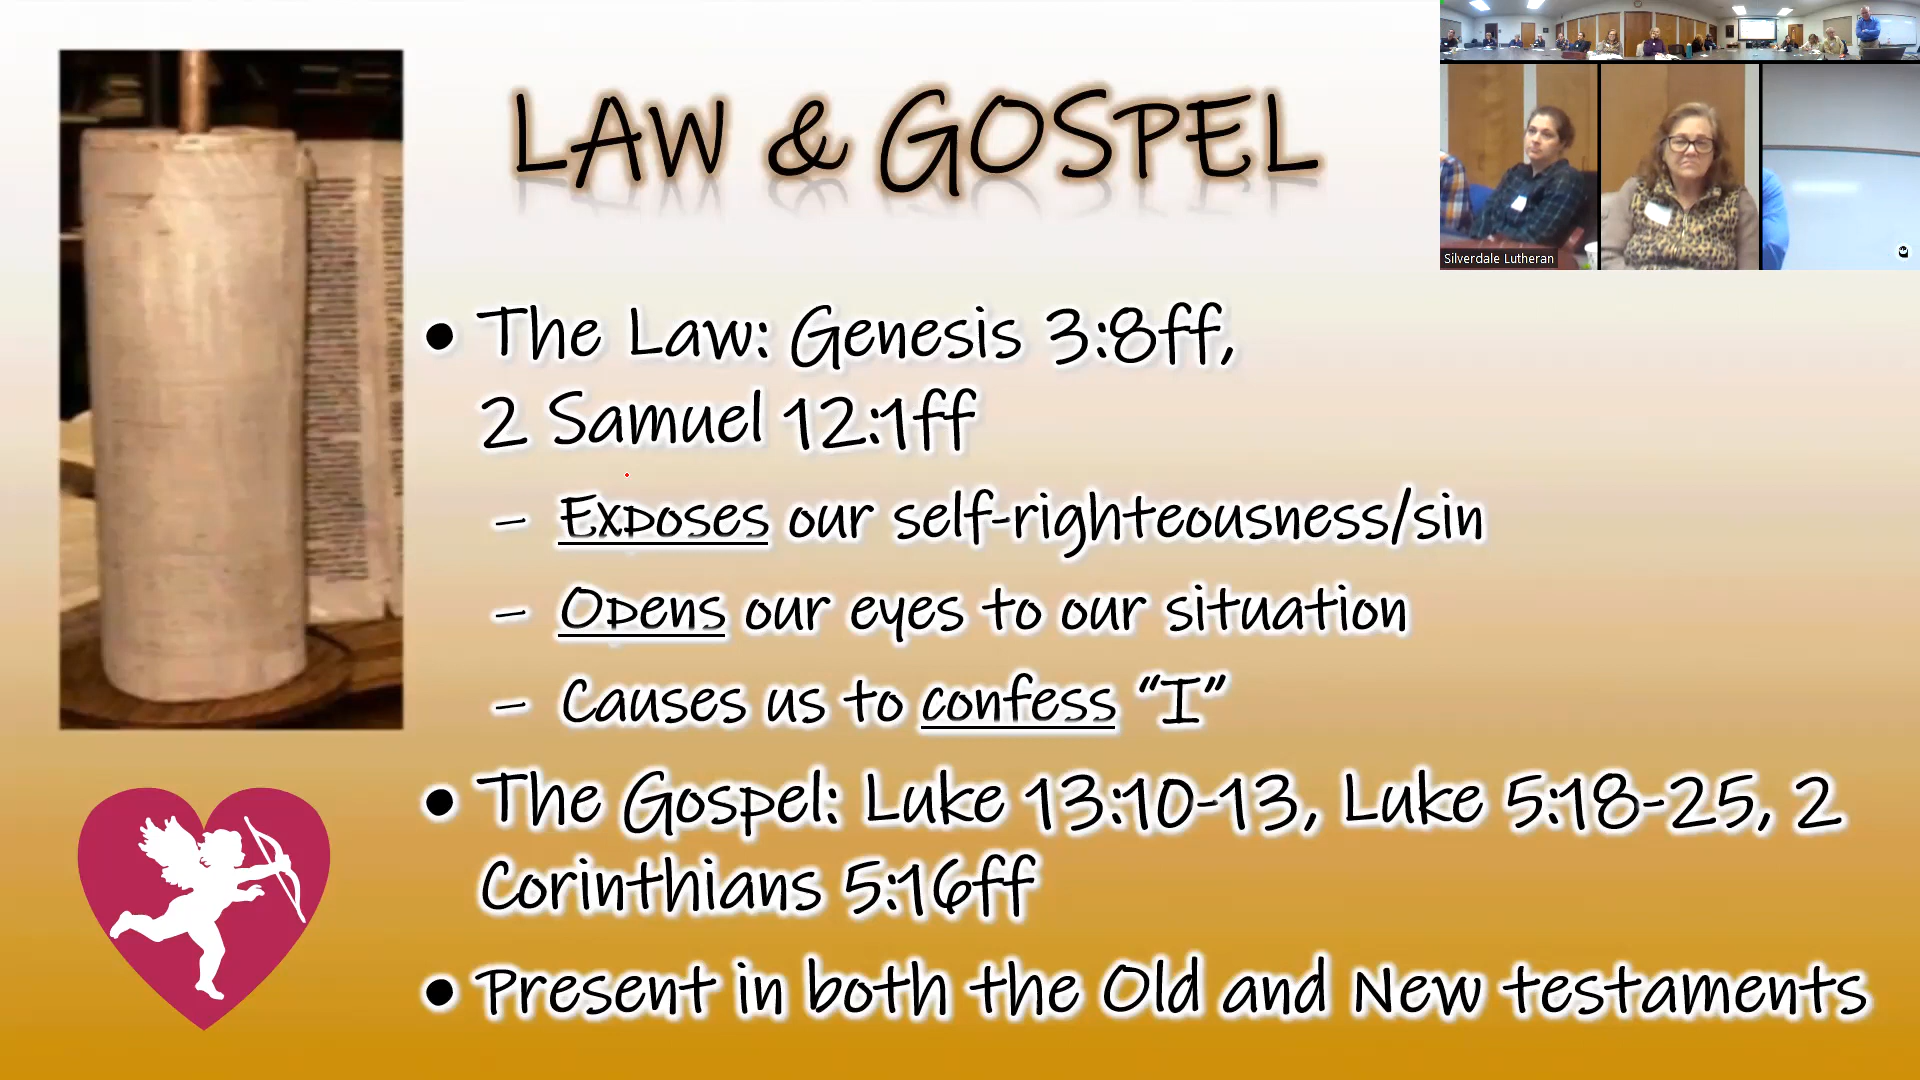 LAW & GOSPEL
Silverdale Lutheran
• The Law: Genesis 3:8ff,
2 Samuel 12:1ff
– Exposes our self-righteousness/sin
– Opens our eyes to our situation
– Causes us to confess “I”
• The Gospel: Luke 13:10-13, Luke 5:18-25, 2
Corinthians 5:16ff
• Present in both the Old and New testaments